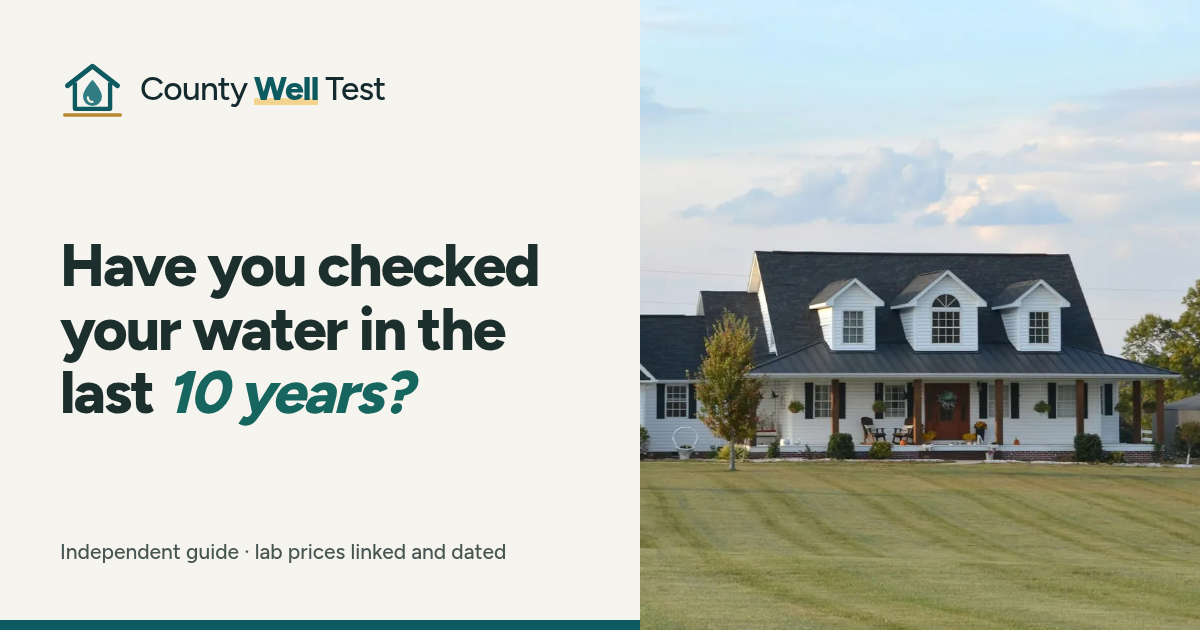 County Well Test
Have you checked
your water in the
last 10 years?
Independent guide · lab prices linked and dated